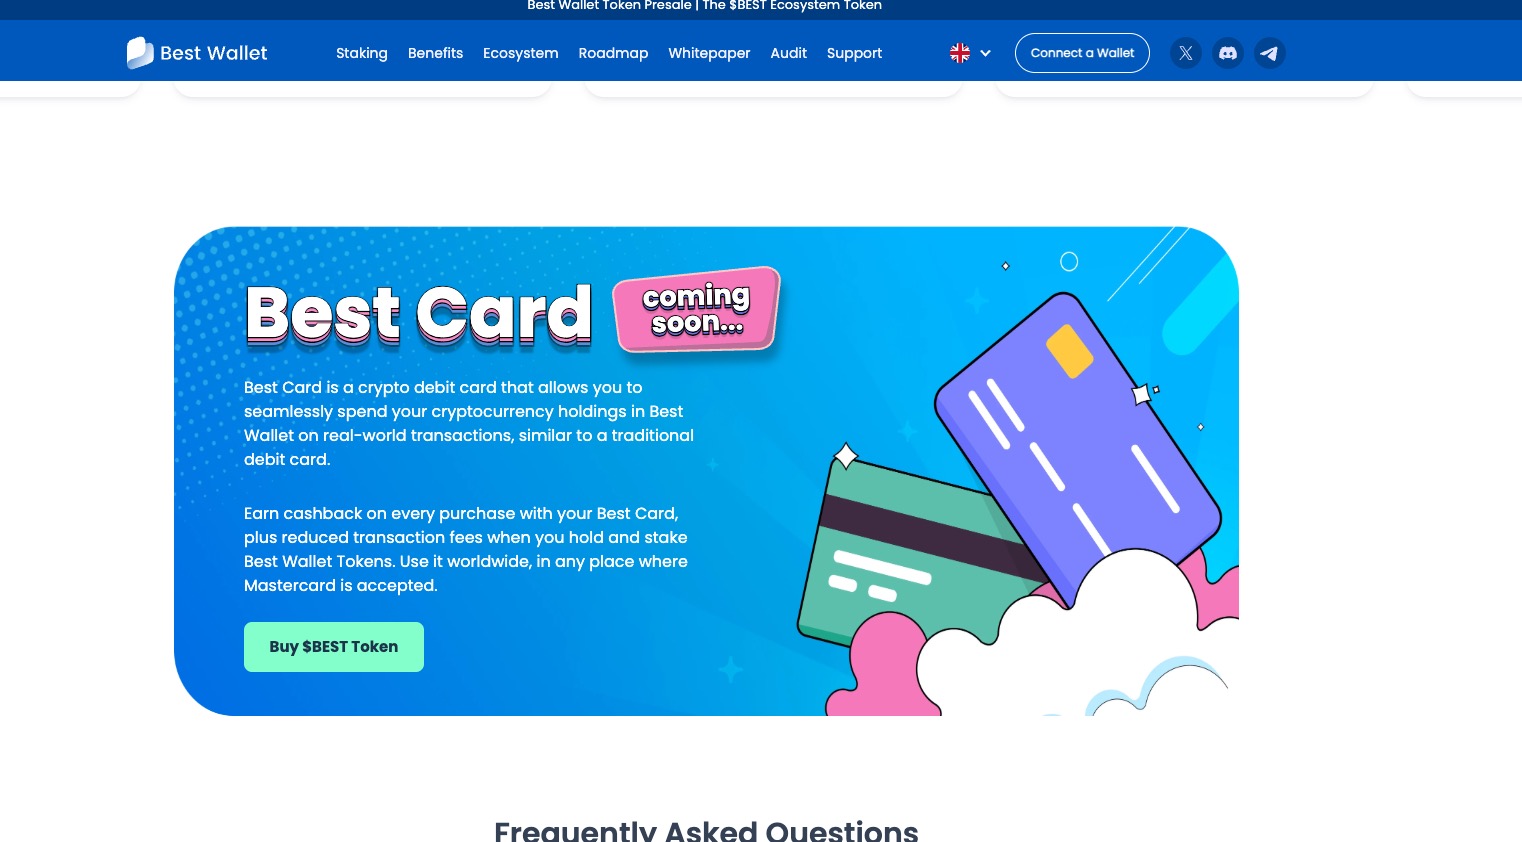 Best Wallet Token Presale | The $BEST Ecosystem Token
Best Wallet
Staking
Benefits
Ecosystem
Roadmap
Whitepaper
Audit
Support
Connect a Wallet
Best Card
coming
soon...
Best Card is a crypto debit card that allows you to
seamlessly spend your cryptocurrency holdings in Best
Wallet on real-world transactions, similar to a traditional
debit card.
Earn cashback on every purchase with your Best Card,
plus reduced transaction fees when you hold and stake
Best Wallet Tokens. Use it worldwide, in any place where
Mastercard is accepted.
Buy $BEST Token
Frequently Asked Questions